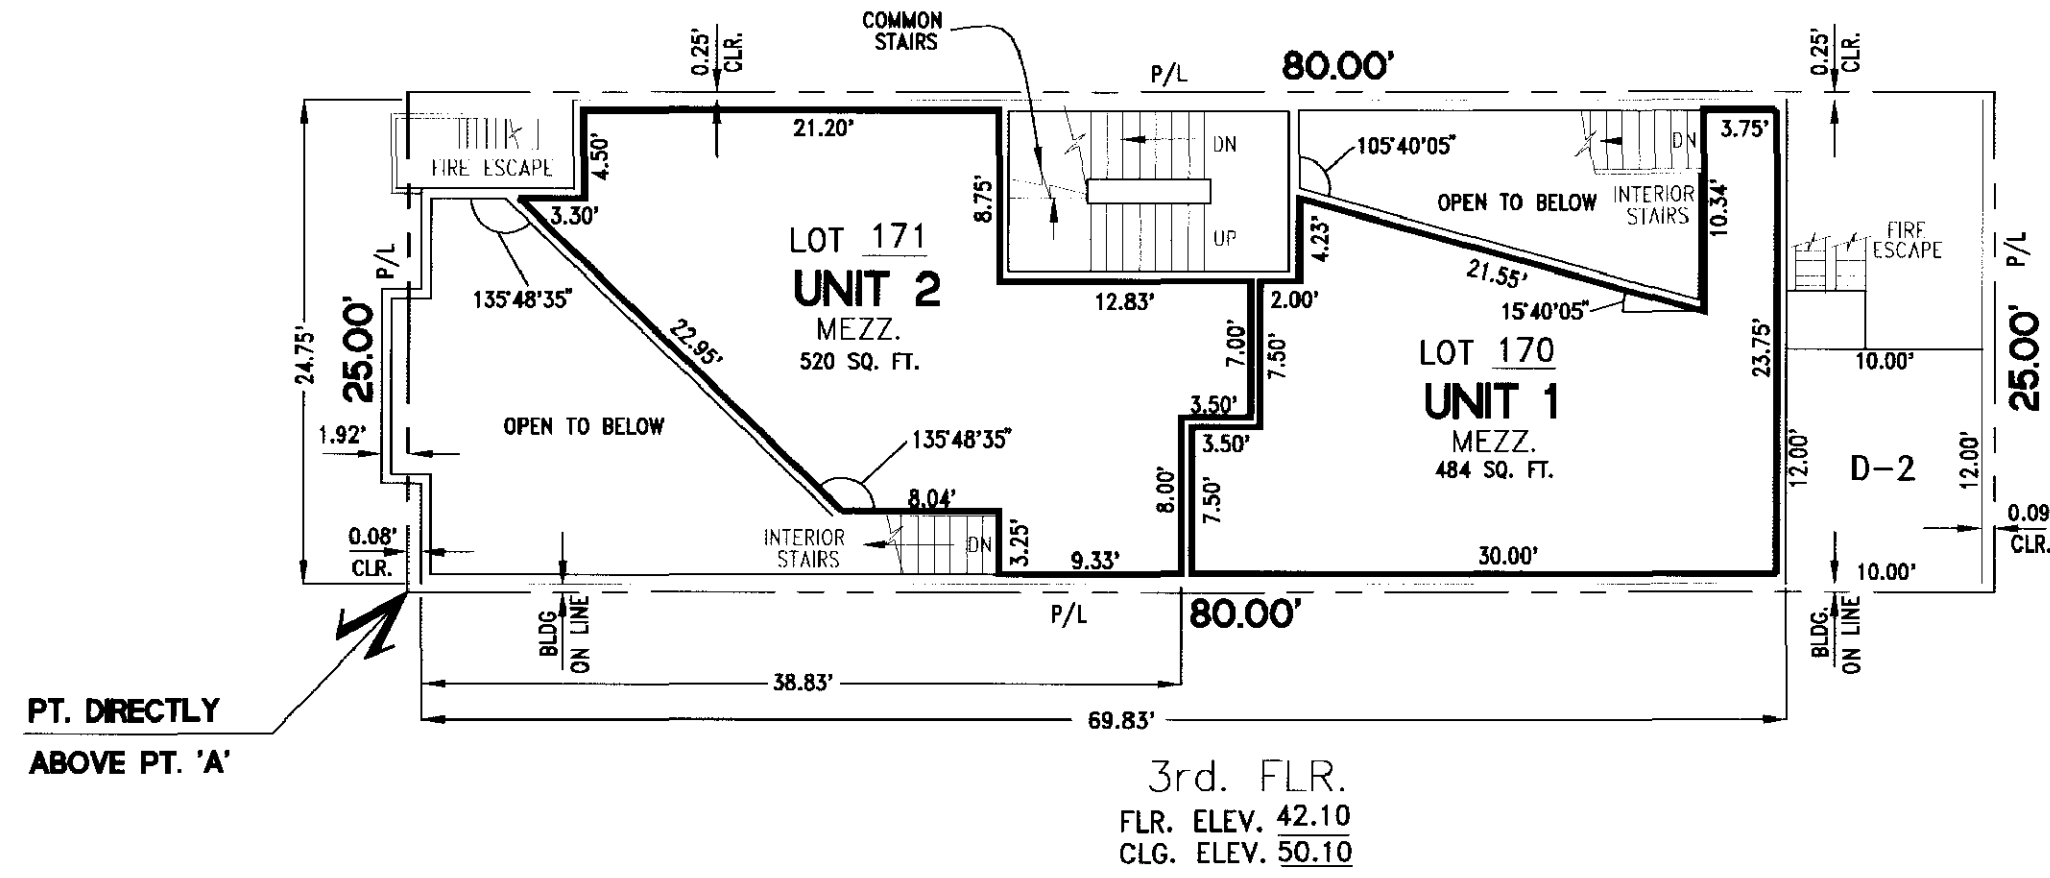 COMMON
STAIRS
0.25'
CLR.
P/L
80.00'
0.25'
CLR.
21.20'
DN
105°40'05"
DN
3.75'
FIRE ESCAPE
4.50'
8.75'
OPEN TO BELOW
INTERIOR
STAIRS
10.34'
3.30'
LOT 171
UNIT 2
MEZZ.
520 SQ. FT.
UP
4.23'
FIRE
ESCAPE
P/L
P/L
135°48'35"
12.83'
2.00'
21.55'
15°40'05"
24.75'
25.00'
22.95'
7.00'
7.50'
LOT 170
UNIT 1
MEZZ.
484 SQ. FT.
23.75'
10.00'
25.00'
1.92'
OPEN TO BELOW
135°48'35"
3.50'
3.50'
8.00'
7.50'
12.00'
D-2
12.00'
8.04'
0.08'
CLR.
INTERIOR
STAIRS
DN
3.25'
9.33'
30.00'
10.00'
0.09
CLR.
BLDG
ON LINE
P/L
80.00'
BLDG.
ON LINE
38.83'
69.83'
PT. DIRECTLY
ABOVE PT. 'A'
3rd. FLR.
FLR. ELEV. 42.10
CLG. ELEV. 50.10